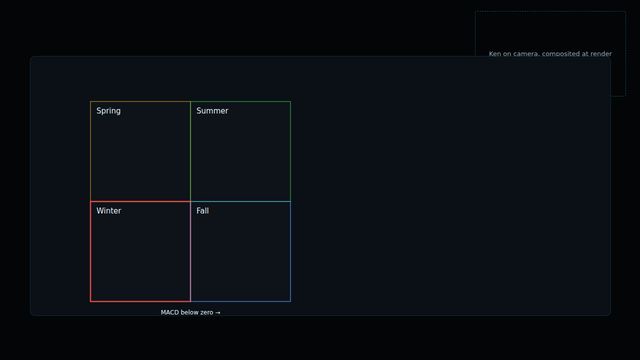 Ken on camera, composited at render
Spring
Summer
Winter
Fall
MACD below zero →